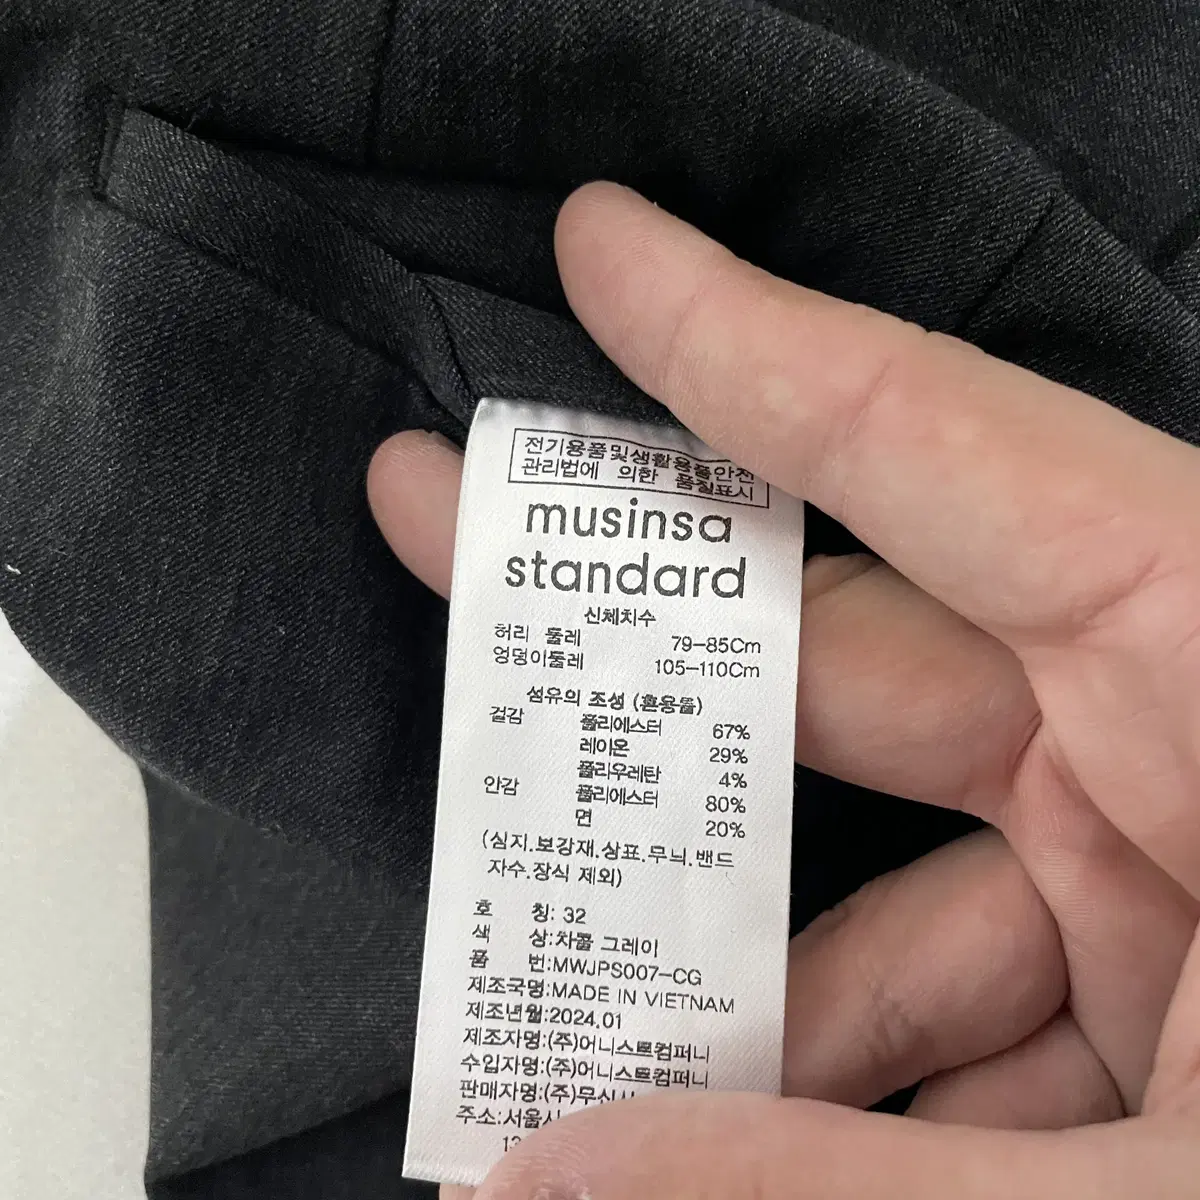 전기용품및생활용품안전
관리법에 의한 품질표시
musinsa
standard
신체치수
허리 둘레 79-85Cm
엉덩이둘레 105-110Cm
섬유의 조성 (혼용률)
겉감 폴리에스터 67%
레이온 29%
폴리우레탄 4%
안감 폴리에스터 80%
면 20%
(심지.보강재.상표.무늬.밴드
자수.장식 제외)
호 칭: 32
색 상:차콜 그레이
품 번:MWJPS007-CG
제조국명:MADE IN VIETNAM
제조년월:2024.01
제조자명:(주)어니스트컴퍼니
수입자명:(주)어니스트컴퍼니
판매자명:(주)무신사
주소:서울시
13